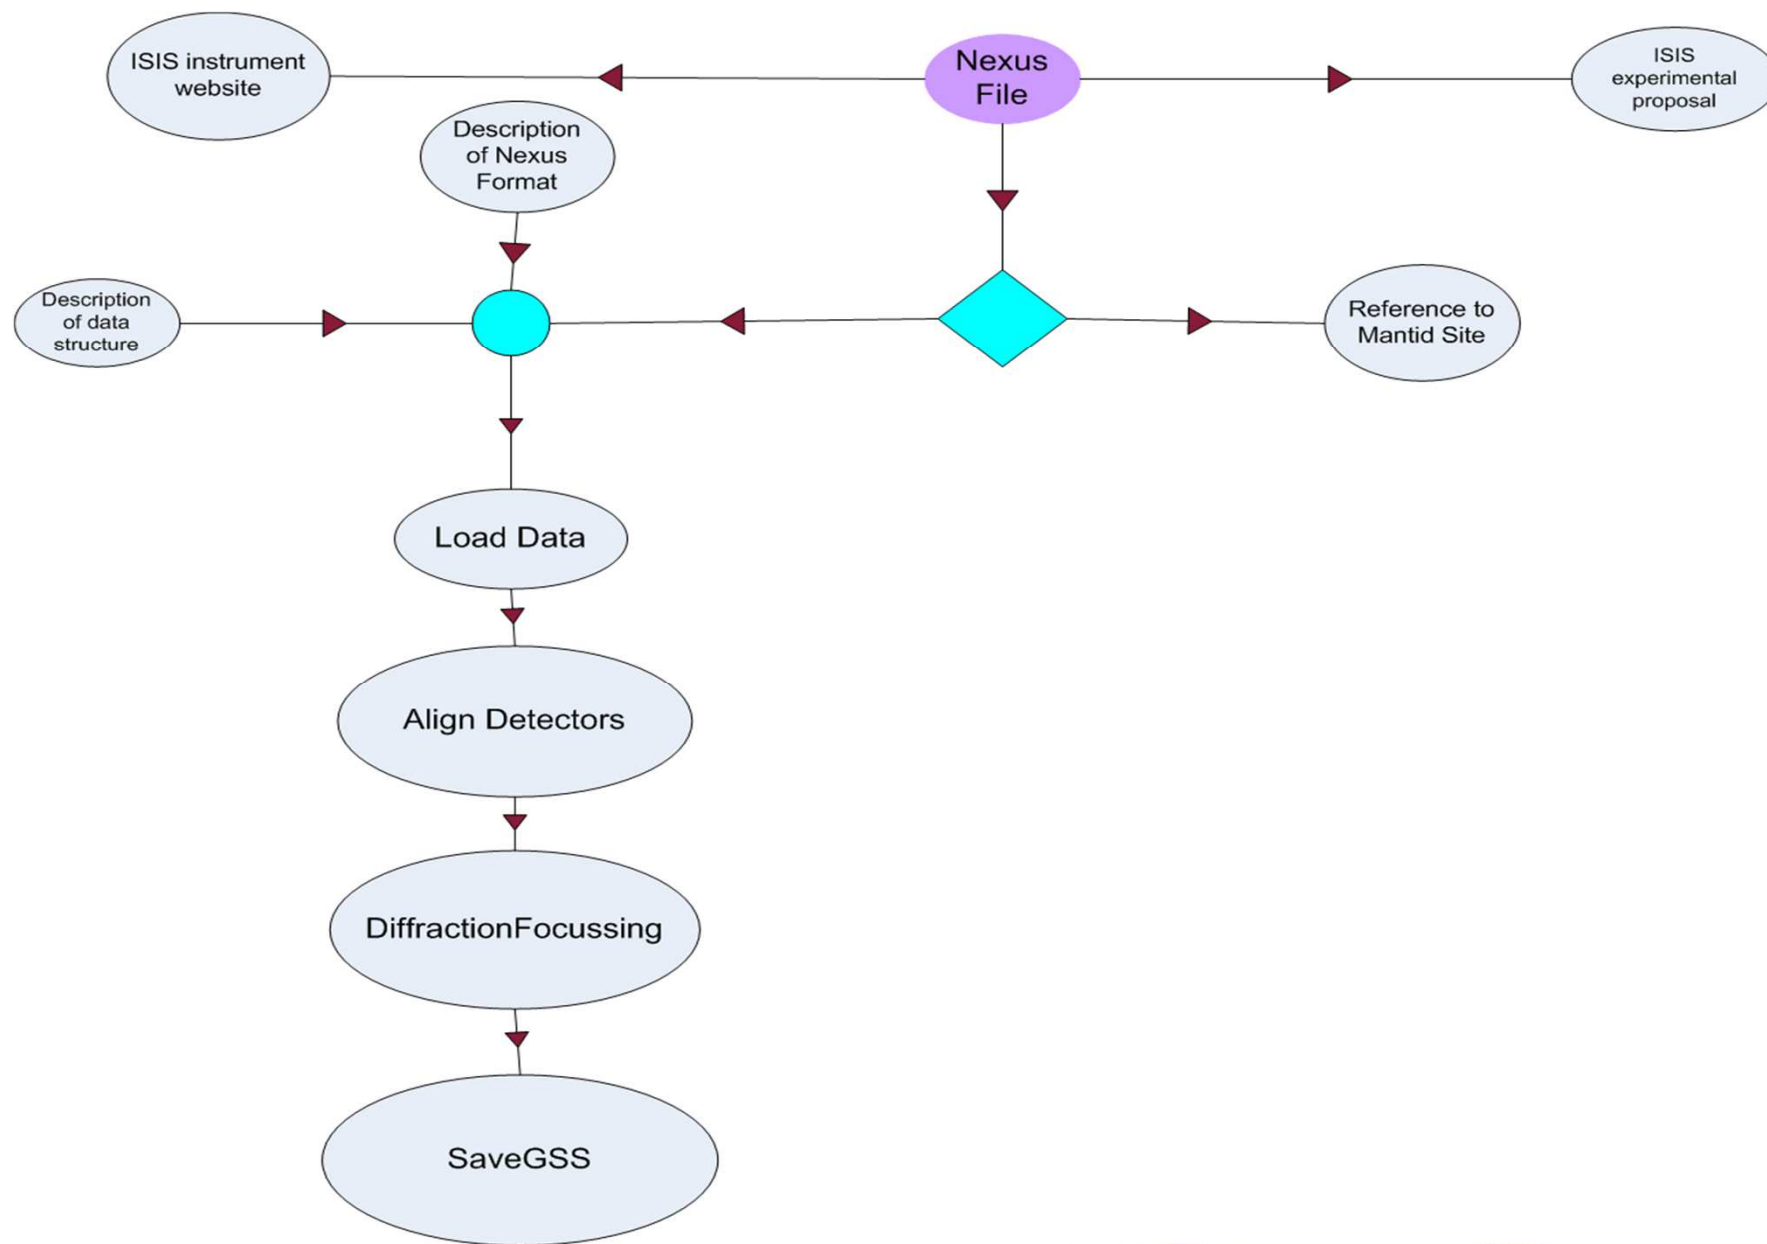 ISIS instrument
website
Nexus
File
ISIS
experimental
proposal
Description
of Nexus
Format
Description
of data
structure
Reference to
Mantid Site
Load Data
Align Detectors
DiffractionFocussing
SaveGSS